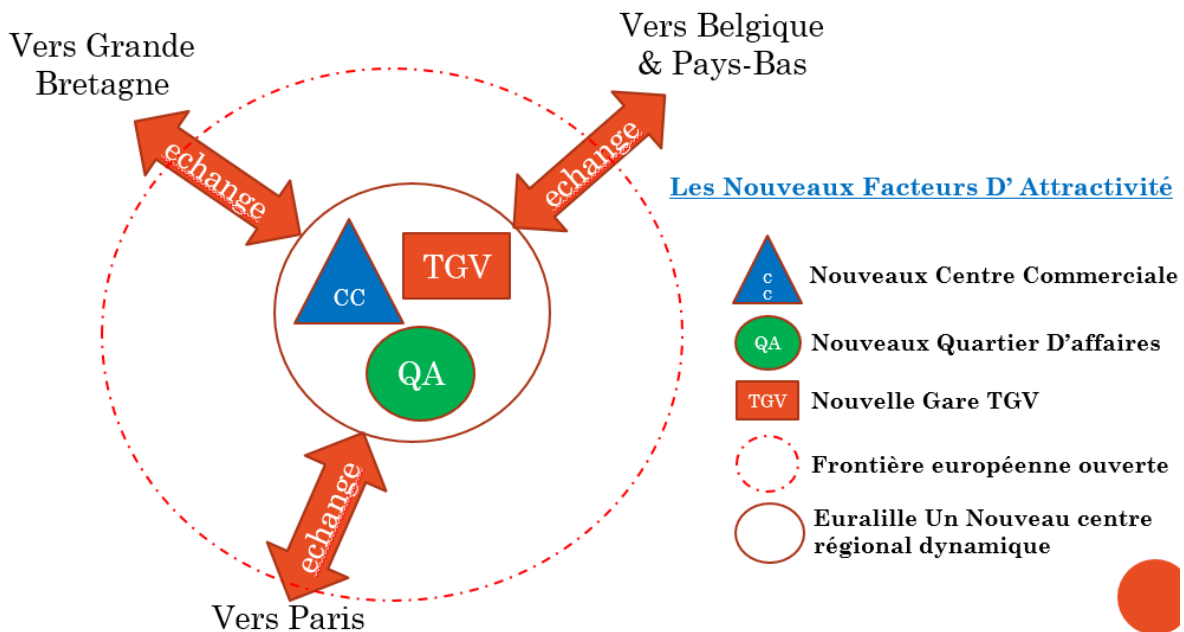 Vers Grande
Bretagne
Vers Belgique
& Pays-Bas
echange
echange
Les Nouveaux Facteurs D’ Attractivité
CC
TGV
QA
C
C
Nouveaux Centre Commerciale
QA
Nouveaux Quartier D’affaires
TGV
Nouvelle Gare TGV
Frontière européenne ouverte
Euralille Un Nouveau centre
régional dynamique
echange
Vers Paris